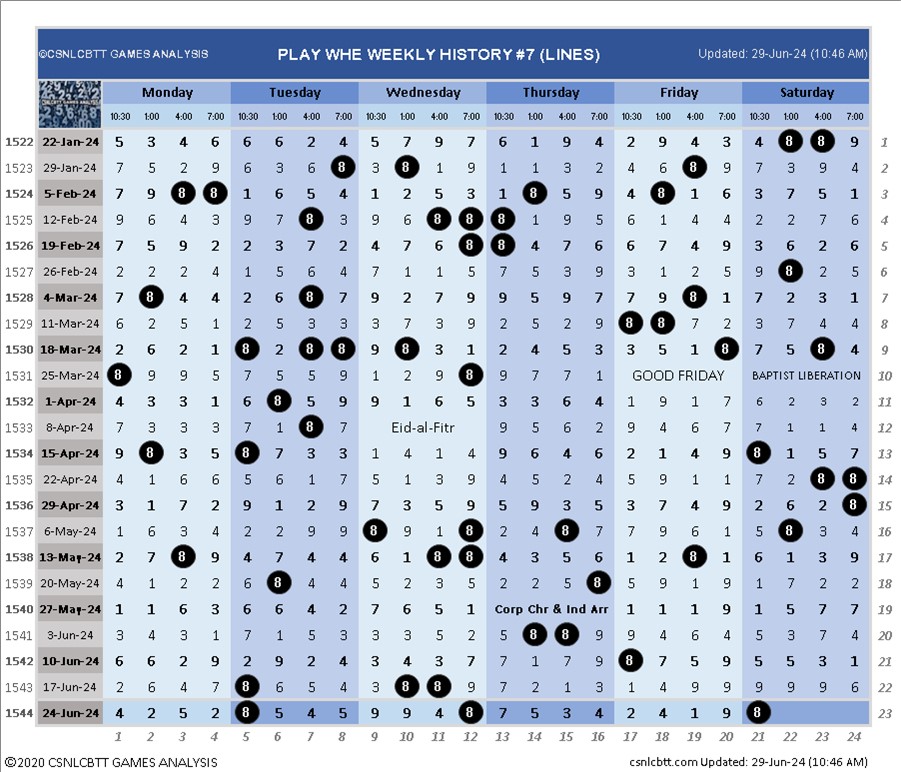 ©CSNLCBTT GAMES ANALYSIS PLAY WHE WEEKLY HISTORY #7 (LINES) Updated: 29-Jun-24 (10:46 AM)
Monday Tuesday Wednesday Thursday Friday Saturday
10:30 1:00 4:00 7:00 10:30 1:00 4:00 7:00 10:30 1:00 4:00 7:00 10:30 1:00 4:00 7:00 10:30 1:00 4:00 7:00 10:30 1:00 4:00 7:00
1522 22-Jan-24 5 3 4 6 6 6 2 4 5 7 9 7 6 1 9 4 2 9 4 3 4 8 8 9 1
1523 29-Jan-24 7 5 2 9 6 3 6 8 3 8 1 9 1 1 3 2 4 6 8 9 7 3 9 4 2
1524 5-Feb-24 7 9 8 8 1 6 5 4 1 2 5 3 1 8 5 9 4 8 1 6 3 7 5 1 3
1525 12-Feb-24 9 6 4 3 9 7 8 3 9 6 8 8 8 1 9 5 6 1 4 4 2 2 7 6 4
1526 19-Feb-24 7 5 9 2 2 3 7 2 4 7 6 8 8 4 7 6 6 7 4 9 3 6 2 6 5
1527 26-Feb-24 2 2 2 4 1 5 6 4 7 1 1 5 7 5 3 9 3 1 2 5 9 8 2 5 6
1528 4-Mar-24 7 8 4 4 2 6 8 7 9 2 7 9 9 5 9 7 7 9 8 1 7 2 3 1 7
1529 11-Mar-24 6 2 5 1 2 5 3 3 3 7 3 9 2 5 2 9 8 8 7 2 3 7 4 4 8
1530 18-Mar-24 2 6 2 1 8 2 8 8 9 8 3 1 2 4 5 3 3 5 1 8 7 5 8 4 9
1531 25-Mar-24 8 9 9 5 7 5 5 9 1 2 9 8 9 7 7 1 GOOD FRIDAY BAPTIST LIBERATION 10
1532 1-Apr-24 4 3 3 1 6 8 5 9 9 1 6 5 3 3 6 4 1 9 1 7 6 2 3 2 11
1533 8-Apr-24 7 3 3 3 7 1 8 7 Eid-al-Fitr 9 5 6 2 9 4 6 7 7 1 1 4 12
1534 15-Apr-24 9 8 3 5 8 7 3 3 1 4 1 4 9 6 4 6 2 1 4 9 8 1 5 7 13
1535 22-Apr-24 4 1 6 6 5 1 6 4 5 1 3 9 4 5 4 6 5 2 9 1 7 2 8 8 14
1536 29-Apr-24 3 1 7 2 9 1 2 9 7 3 5 9 5 9 3 5 3 7 4 9 2 6 2 8 15
1537 6-May-24 1 6 3 4 2 2 9 9 8 9 1 8 2 4 8 7 7 9 6 1 5 8 3 4 16
1538 13-May-24 2 7 8 9 4 7 4 4 6 1 8 8 4 3 5 6 1 2 8 1 6 1 3 9 17
1539 20-May-24 4 1 2 2 6 8 4 4 5 2 3 5 2 2 5 8 5 9 1 9 1 7 2 2 18
1540 27-May-24 1 1 6 3 6 6 4 2 7 6 5 1 Corp Chr & Ind Arr 1 1 1 9 1 5 7 7 19
1541 3-Jun-24 3 4 3 1 7 1 5 3 3 3 5 2 5 8 8 9 9 4 6 4 5 3 7 4 20
1542 10-Jun-24 6 6 2 9 2 9 2 4 3 4 3 7 7 1 7 9 8 7 5 9 5 5 3 1 21
1543 17-Jun-24 2 6 4 7 8 6 5 4 3 8 8 9 7 2 1 3 1 4 9 9 9 9 9 6 22
1544 24-Jun-24 4 2 5 2 8 5 4 5 9 9 4 8 7 5 3 4 2 4 1 9 8 23
1 2 3 4 5 6 7 8 9 10 11 12 13 14 15 16 17 18 19 20 21 22 23 24
©2020 CSNLCBTT GAMES ANALYSIS csnlcbtt.com Updated: 29-Jun-24 (10:46 AM)